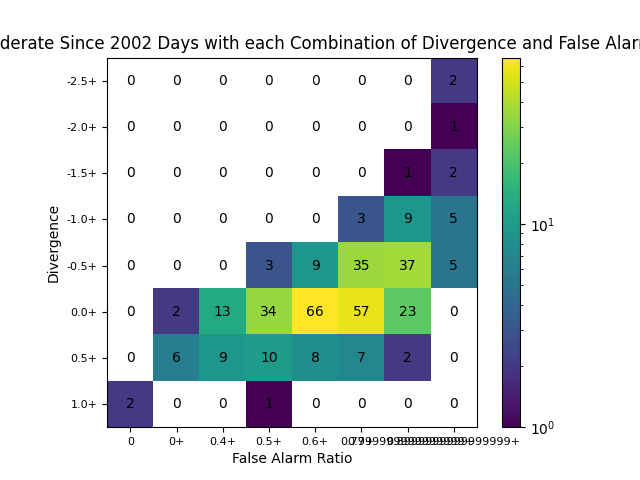 derate Since 2002 Days with each Combination of Divergence and False Alar
-2.5+ 0 0 0 0 0 0 0 2
-2.0+ 0 0 0 0 0 0 0 1
-1.5+ 0 0 0 0 0 0 1 2
-1.0+ 0 0 0 0 0 3 9 5
-0.5+ 0 0 0 3 9 35 37 5
0.0+ 0 2 13 34 66 57 23 0
0.5+ 0 6 9 10 8 7 2 0
1.0+ 2 0 0 1 0 0 0 0
0 0+ 0.4+ 0.5+ 0.6+
False Alarm Ratio
Divergence
10¹
10⁰